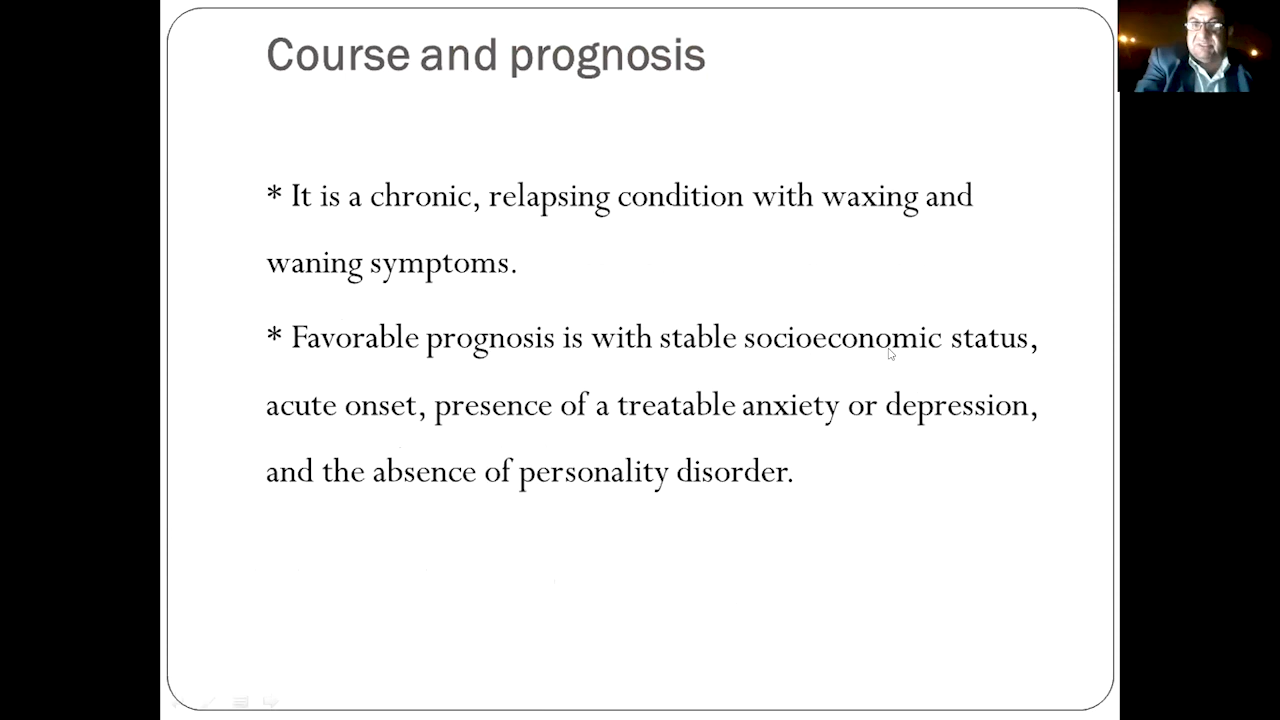 Course and prognosis
* It is a chronic, relapsing condition with waxing and
waning symptoms.
* Favorable prognosis is with stable socioeconomic status,
acute onset, presence of a treatable anxiety or depression,
and the absence of personality disorder.